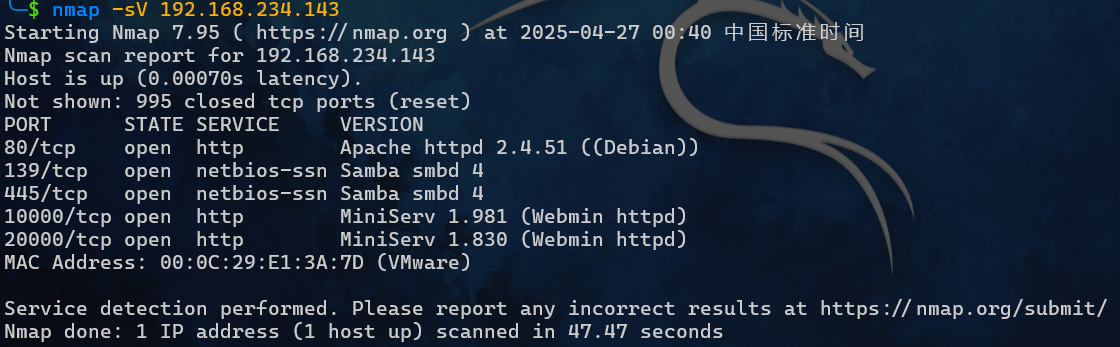 └─$ nmap -sV 192.168.234.143
Starting Nmap 7.95 ( https://nmap.org ) at 2025-04-27 00:40 中国标准时间
Nmap scan report for 192.168.234.143
Host is up (0.00070s latency).
Not shown: 995 closed tcp ports (reset)
PORT      STATE SERVICE     VERSION
80/tcp    open  http        Apache httpd 2.4.51 ((Debian))
139/tcp   open  netbios-ssn Samba smbd 4
445/tcp   open  netbios-ssn Samba smbd 4
10000/tcp open  http        MiniServ 1.981 (Webmin httpd)
20000/tcp open  http        MiniServ 1.830 (Webmin httpd)
MAC Address: 00:0C:29:E1:3A:7D (VMware)
Service detection performed. Please report any incorrect results at https://nmap.org/submit/
Nmap done: 1 IP address (1 host up) scanned in 47.47 seconds